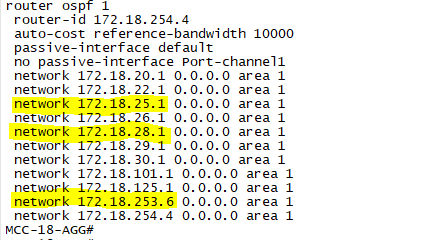 router ospf 1
router-id 172.18.254.4
auto-cost reference-bandwidth 10000
passive-interface default
no passive-interface Port-channel1
network 172.18.20.1 0.0.0.0 area 1
network 172.18.22.1 0.0.0.0 area 1
network 172.18.25.1 0.0.0.0 area 1
network 172.18.26.1 0.0.0.0 area 1
network 172.18.28.1 0.0.0.0 area 1
network 172.18.29.1 0.0.0.0 area 1
network 172.18.30.1 0.0.0.0 area 1
network 172.18.101.1 0.0.0.0 area 1
network 172.18.125.1 0.0.0.0 area 1
network 172.18.253.6 0.0.0.0 area 1
network 172.18.254.4 0.0.0.0 area 1
MCC-18-AGG#